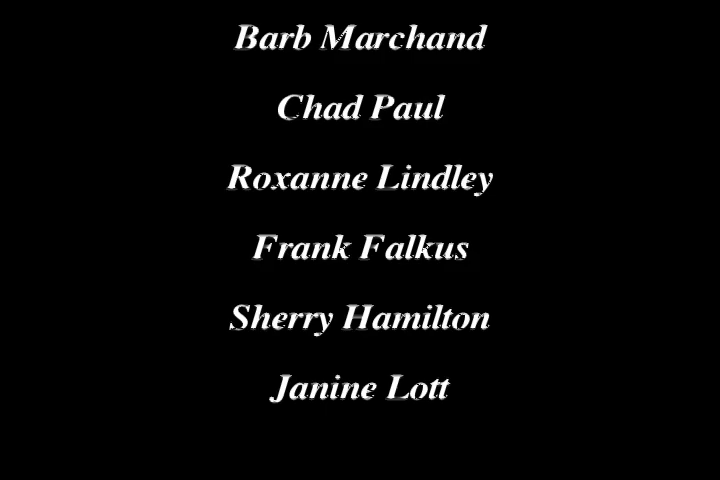 Barb Marchand
Chad Paul
Roxanne Lindley
Frank Falkus
Sherry Hamilton
Janine Lott